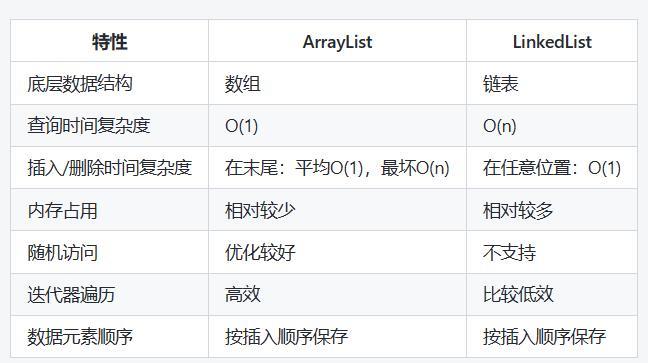 特性 ArrayList LinkedList
底层数据结构 数组 链表
查询时间复杂度 O(1) O(n)
插入/删除时间复杂度 在末尾：平均O(1)，最坏O(n) 在任意位置：O(1)
内存占用 相对较少 相对较多
随机访问 优化较好 不支持
迭代器遍历 高效 比较低效
数据元素顺序 按插入顺序保存 按插入顺序保存